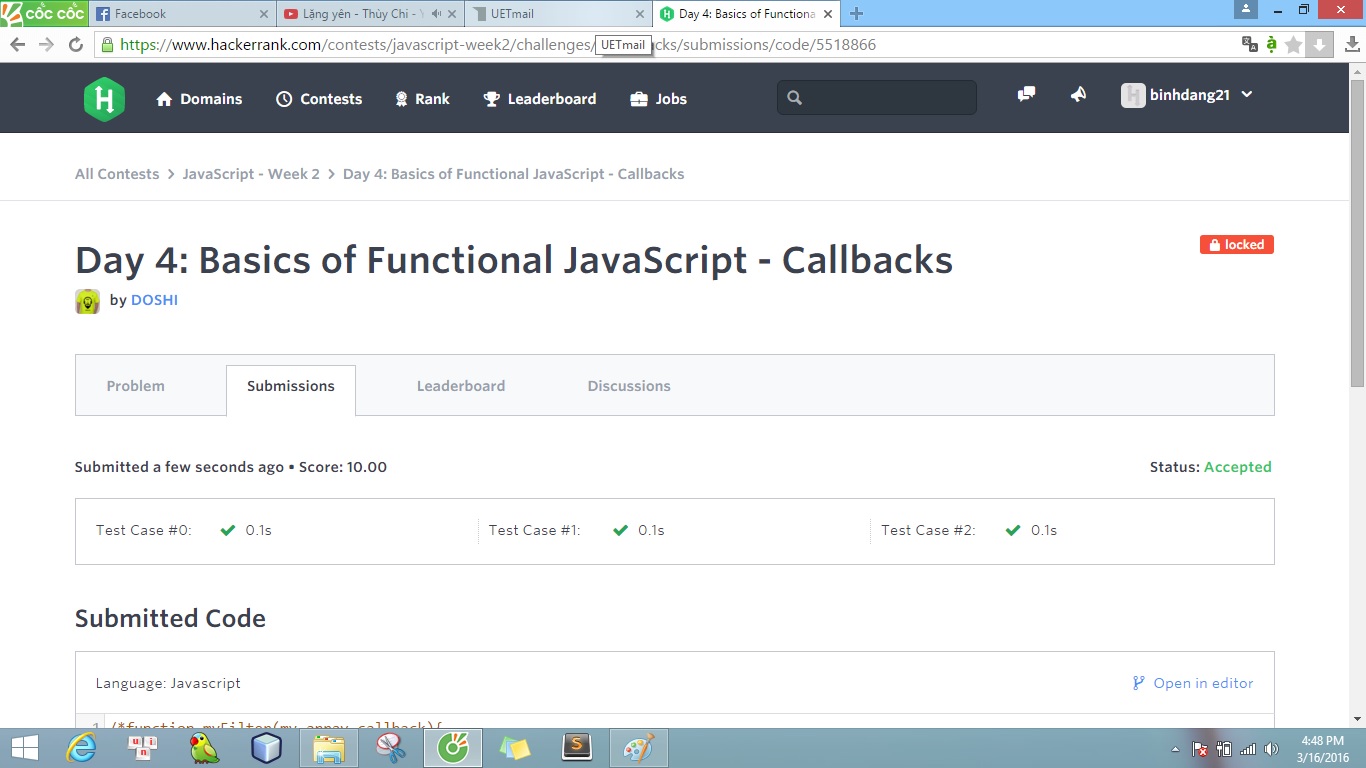 CỐC CỐC Facebook Lặng yên - Thùy Chi - UETmail Day 4: Basics of Functiona
https://www.hackerrank.com/contests/javascript-week2/challenges/ cks/submissions/code/5518866
UETmail
Domains Contests Rank Leaderboard Jobs binhdang21
All Contests > JavaScript - Week 2 > Day 4: Basics of Functional JavaScript - Callbacks
Day 4: Basics of Functional JavaScript - Callbacks
locked
by DOSHI
Problem Submissions Leaderboard Discussions
Submitted a few seconds ago • Score: 10.00 Status: Accepted
Test Case #0: 0.1s Test Case #1: 0.1s Test Case #2: 0.1s
Submitted Code
Language: Javascript Open in editor
1 /*function myFilter(my_array,callback){
4:48 PM
3/16/2016